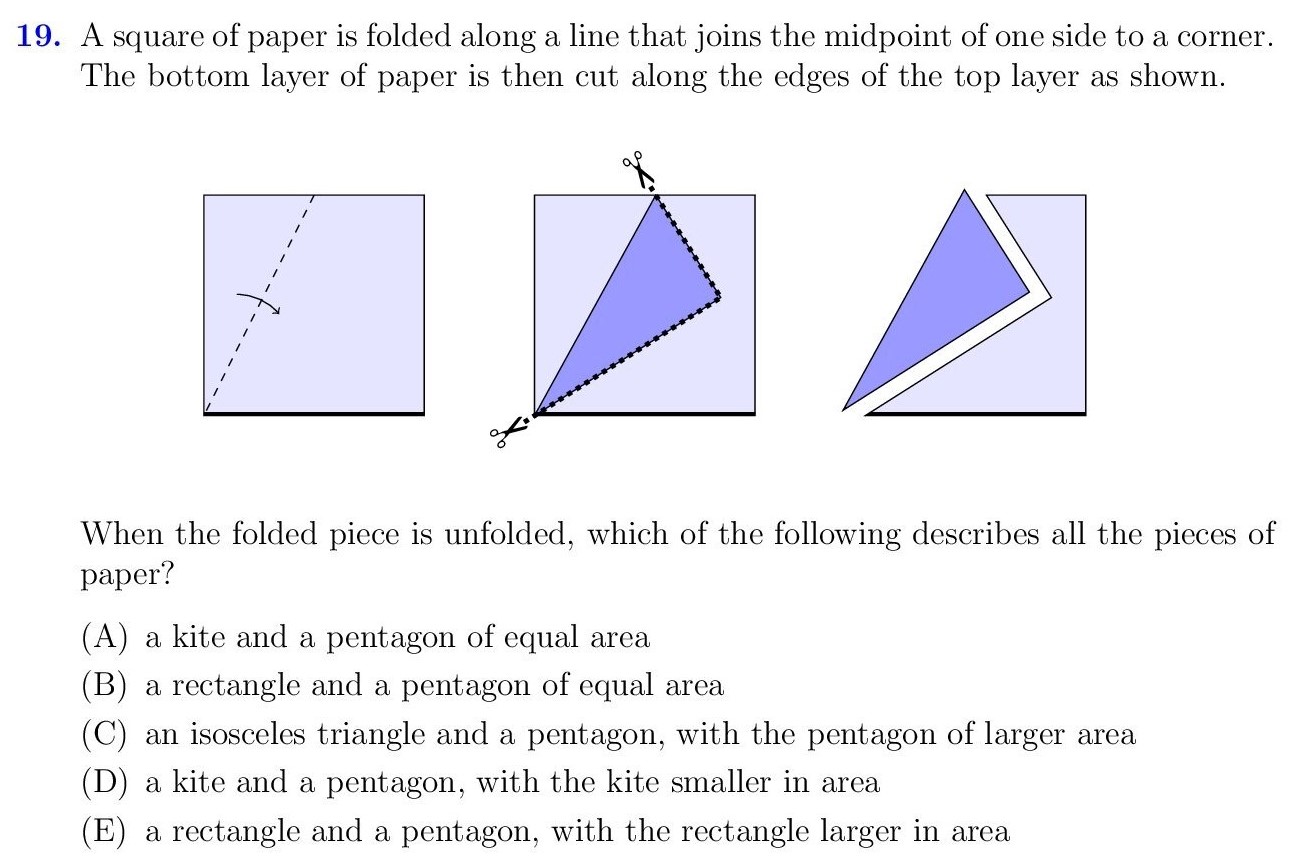 19. A square of paper is folded along a line that joins the midpoint of one side to a corner.
The bottom layer of paper is then cut along the edges of the top layer as shown.
When the folded piece is unfolded, which of the following describes all the pieces of
paper?
(A) a kite and a pentagon of equal area
(B) a rectangle and a pentagon of equal area
(C) an isosceles triangle and a pentagon, with the pentagon of larger area
(D) a kite and a pentagon, with the kite smaller in area
(E) a rectangle and a pentagon, with the rectangle larger in area